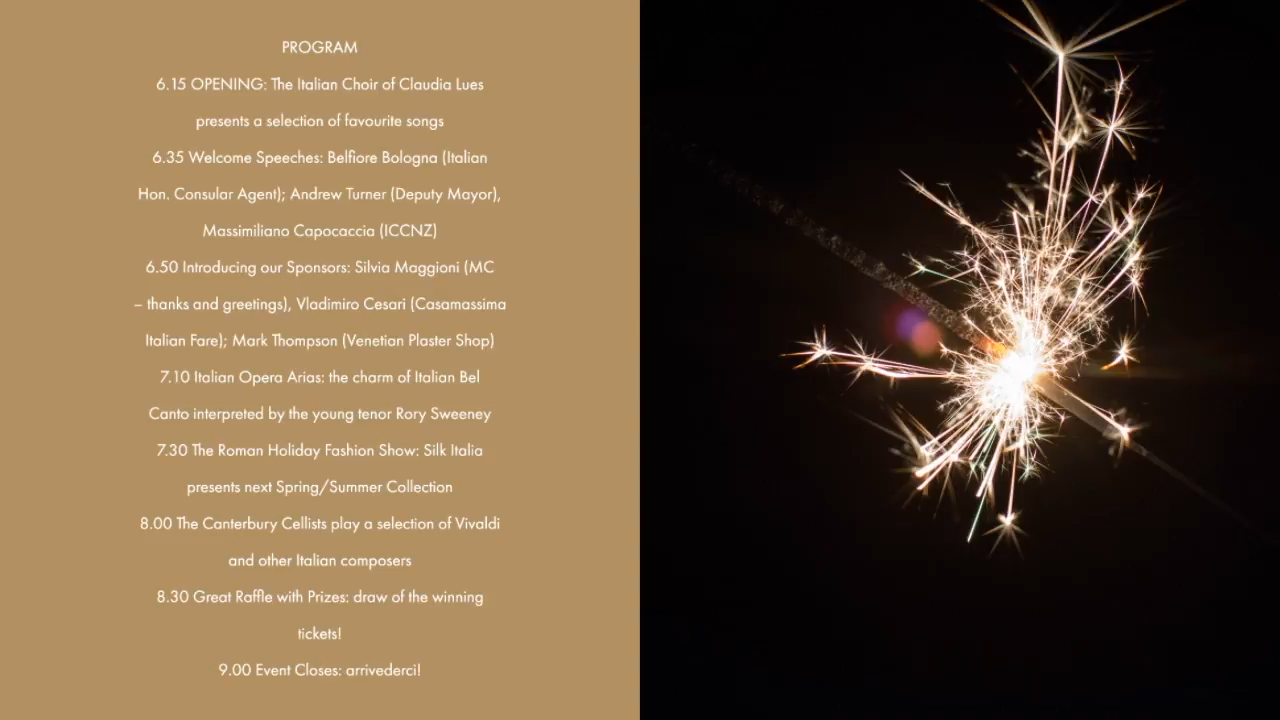 PROGRAM
6.15 OPENING: The Italian Choir of Claudia Lues
presents a selection of favourite songs
6.35 Welcome Speeches: Belfiore Bologna (Italian
Hon. Consular Agent); Andrew Turner (Deputy Mayor),
Massimiliano Capocaccia (ICCNZ)
6.50 Introducing our Sponsors: Silvia Maggioni (MC
– thanks and greetings), Vladimiro Cesari (Casamassima
Italian Fare); Mark Thompson (Venetian Plaster Shop)
7.10 Italian Opera Arias: the charm of Italian Bel
Canto interpreted by the young tenor Rory Sweeney
7.30 The Roman Holiday Fashion Show: Silk Italia
presents next Spring/Summer Collection
8.00 The Canterbury Cellists play a selection of Vivaldi
and other Italian composers
8.30 Great Raffle with Prizes: draw of the winning
tickets!
9.00 Event Closes: arrivederci!